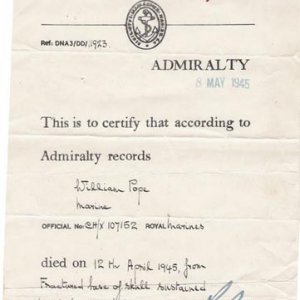 Ref: DNA3/DD/1923.
ADMIRALTY
8 MAY 1945
This is to certify that according to
Admiralty records
William Pope
Marine
OFFICIAL No: CH/X 107152 ROYAL Marines
died on 12th April 1945, from
Fractured base of skull sustained